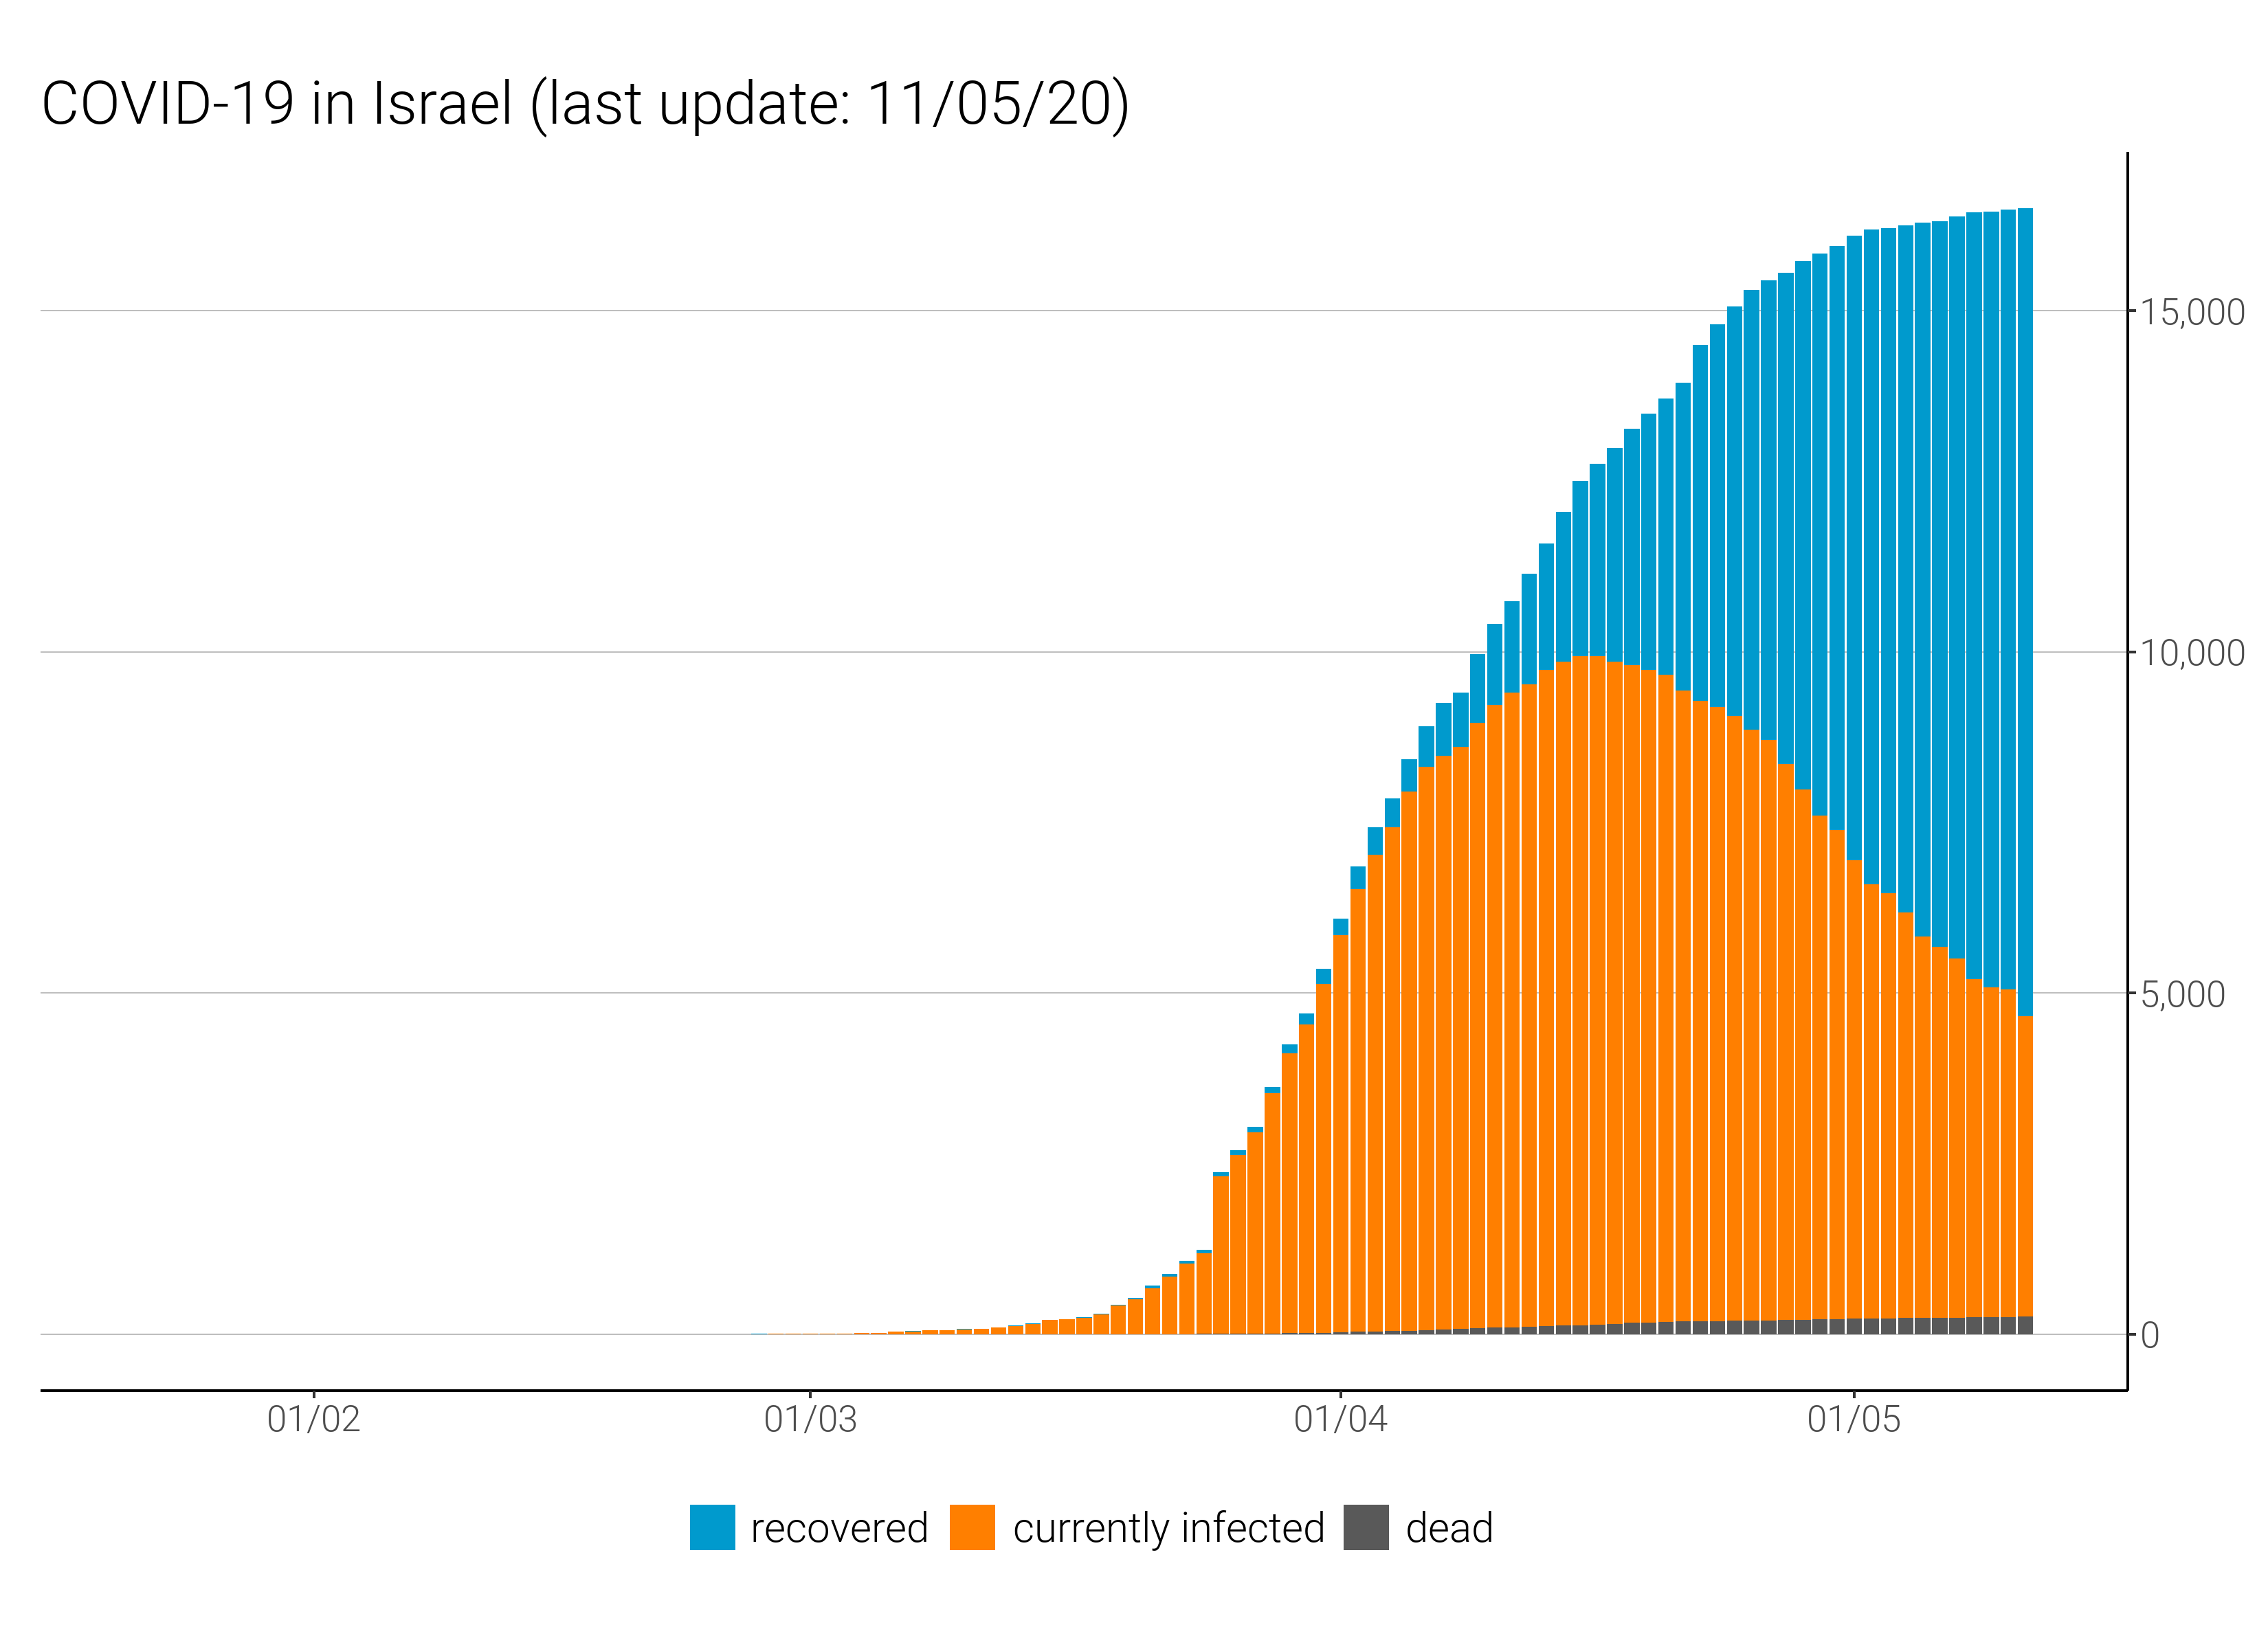 COVID-19 in Israel (last update: 11/05/20)
15,000
10,000
5,000
0
01/02 01/03 01/04 01/05
recovered currently infected dead